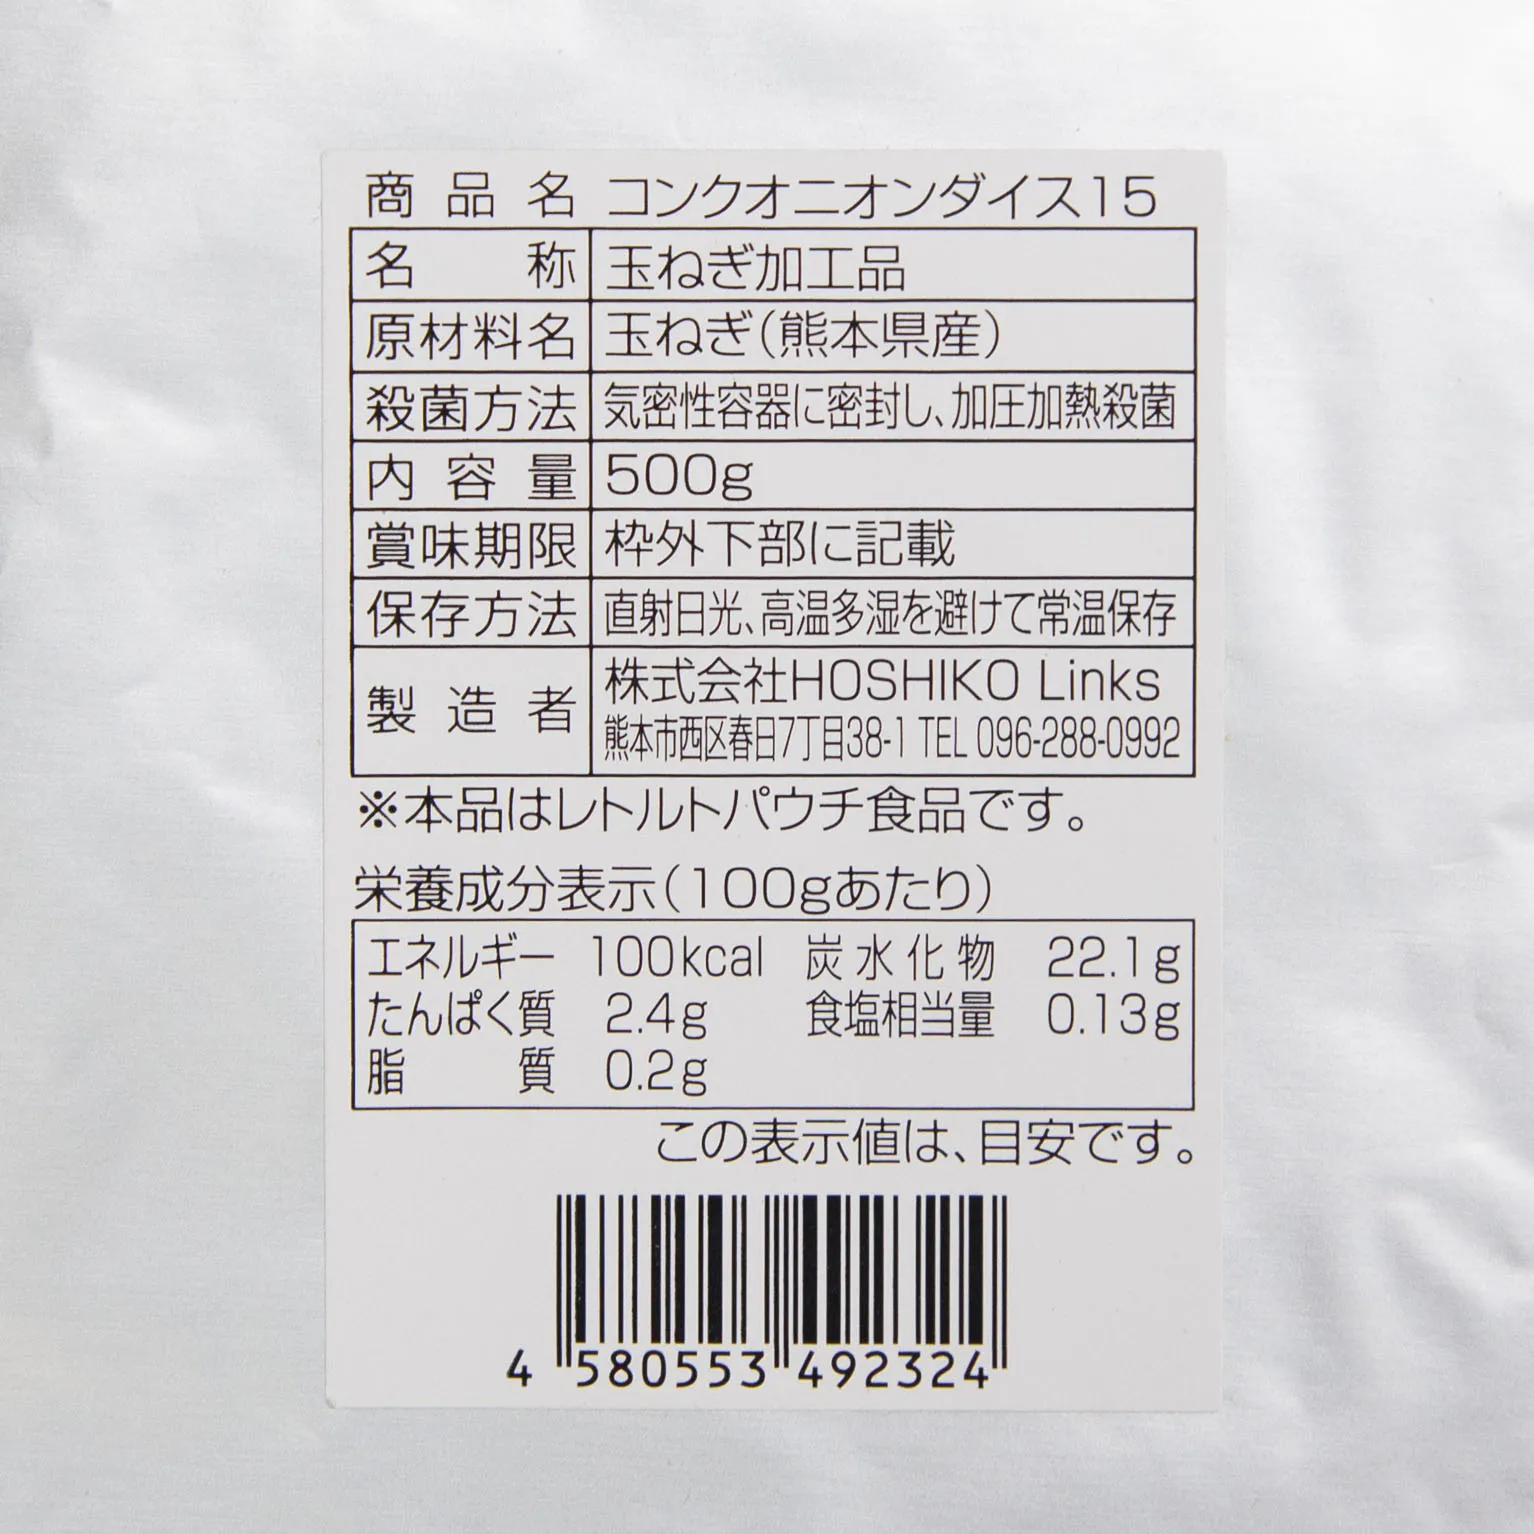 商品名 コンクオニオンダイス15
名称 玉ねぎ加工品
原材料名 玉ねぎ(熊本県産)
殺菌方法 気密性容器に密封し、加圧加熱殺菌
内容量 500g
賞味期限 枠外下部に記載
保存方法 直射日光、高温多湿を避けて常温保存
製造者 株式会社HOSHIKO Links
熊本市西区春日7丁目38-1 TEL 096-288-0992
※本品はレトルトパウチ食品です。
栄養成分表示(100gあたり)
エネルギー 100kcal 炭水化物 22.1g
たんぱく質 2.4g 食塩相当量 0.13g
脂質 0.2g
この表示値は、目安です。
4 580553 492324